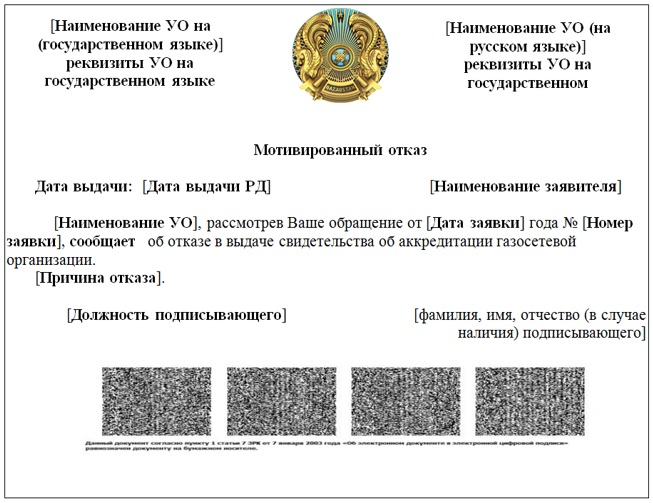 [Наименование УО на
(государственном языке)]
реквизиты УО на
государственном языке
[Наименование УО (на
русском языке)]
реквизиты УО на
государственном
QAZAQSTAN
Мотивированный отказ
Дата выдачи: [Дата выдачи РД] [Наименование заявителя]
[Наименование УО], рассмотрев Ваше обращение от [Дата заявки] года № [Номер
заявки], сообщает об отказе в выдаче свидетельства об аккредитации газосетевой
организации.
[Причина отказа].
[Должность подписывающего] [фамилия, имя, отчество (в случае
наличия) подписывающего]
Данный документ согласно пункту 1 статьи 7 ЗРК от 7 января 2003 года «Об электронном документе и электронной цифровой подписи»
равнозначен документу на бумажном носителе.